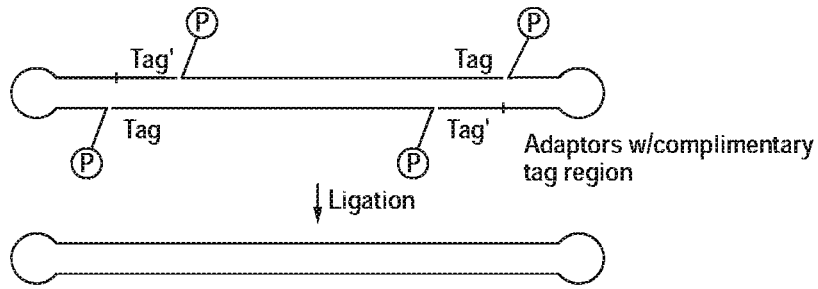 P P
Tag' Tag
Tag Tag'
P P
Adaptors w/complimentary
tag region
Ligation